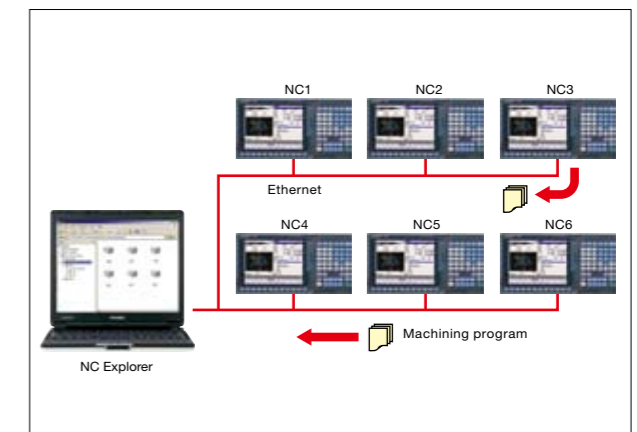 NC1
NC2
NC3
Ethernet
NC4
NC5
NC6
Machining program
NC Explorer